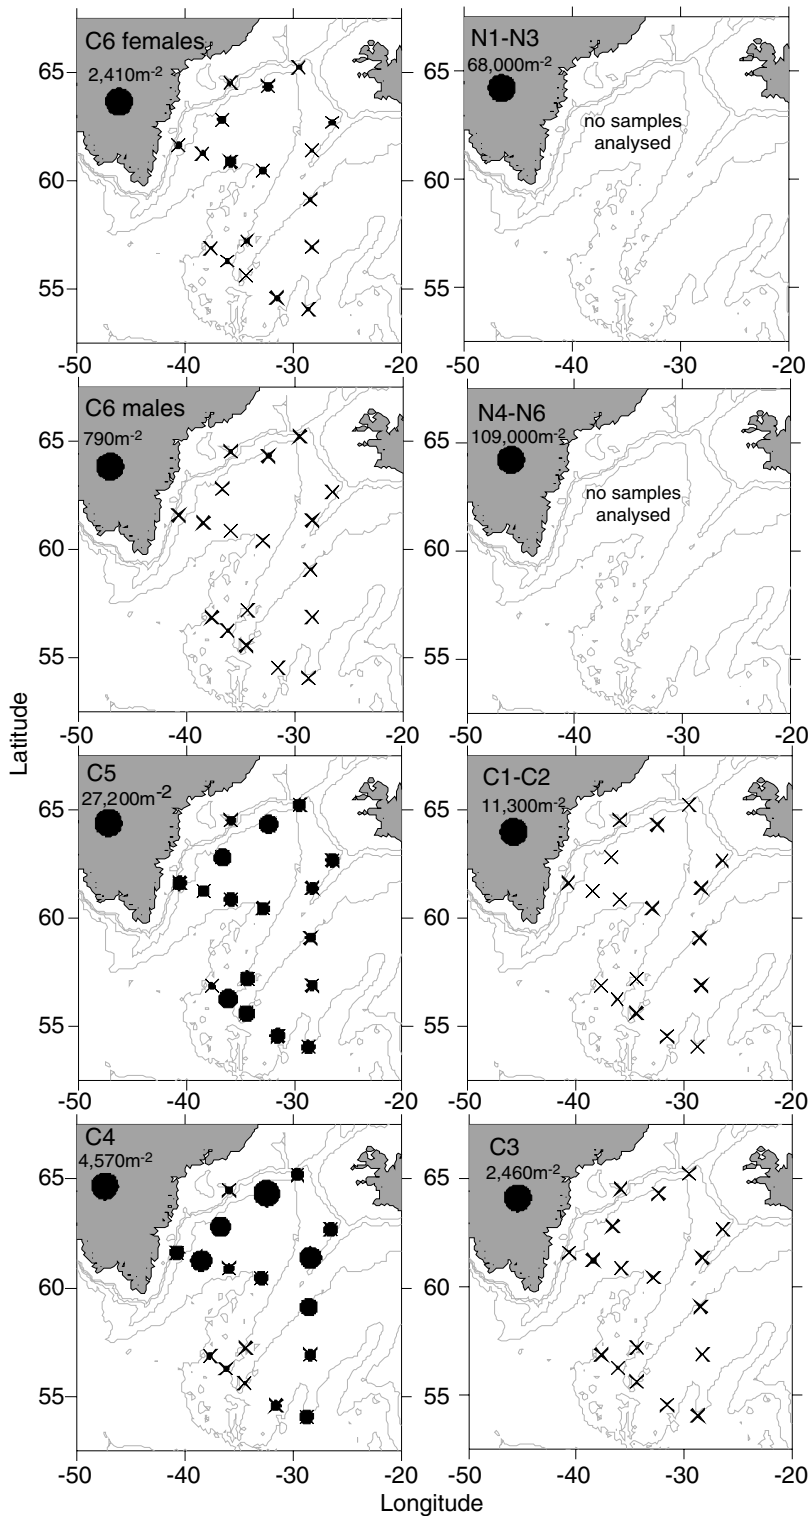 C6 females
2,410m-2
65
60
55
-50 -40 -30 -20
N1-N3
68,000m-2
no samples
analysed
65
60
55
-50 -40 -30 -20
C6 males
790m-2
65
60
55
-50 -40 -30 -20
N4-N6
109,000m-2
no samples
analysed
65
60
55
-50 -40 -30 -20
Latitude
C5
27,200m-2
65
60
55
-50 -40 -30 -20
C1-C2
11,300m-2
65
60
55
-50 -40 -30 -20
C4
4,570m-2
65
60
55
-50 -40 -30 -20
C3
2,460m-2
65
60
55
-50 -40 -30 -20
Longitude